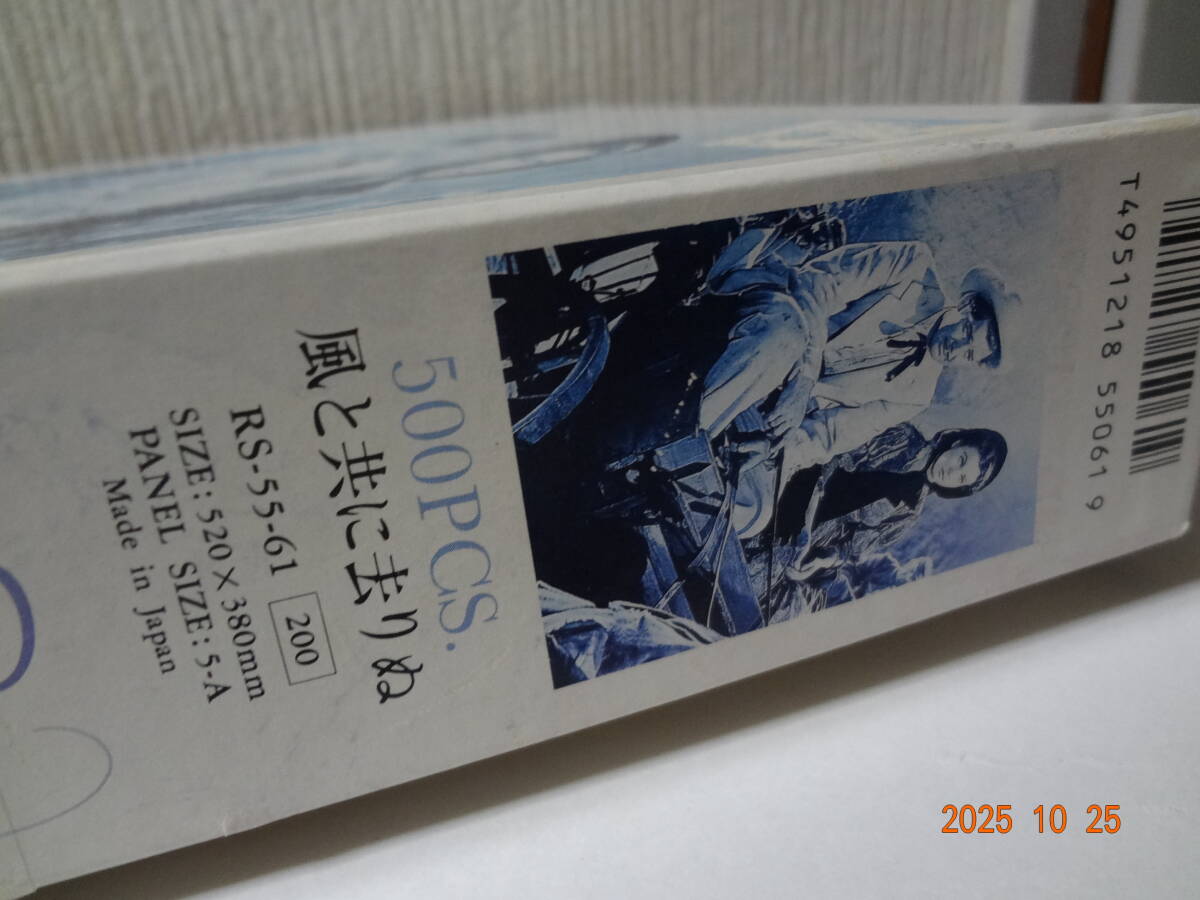 500PCS.
風と共に去りぬ
RS-55-61 200
SIZE: 520×380mm
PANEL SIZE: 5-A
Made in Japan
T4951218 550619
2025 10 25